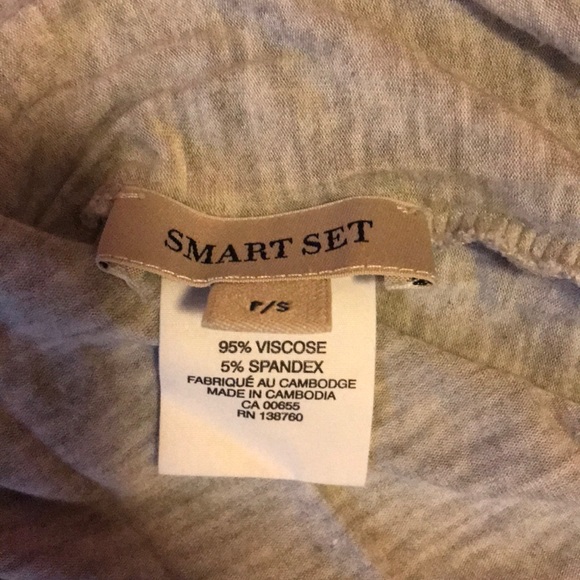 SMART SET
P/S
95% VISCOSE
5% SPANDEX
FABRIQUÉ AU CAMBODGE
MADE IN CAMBODIA
CA 00655
RN 138760